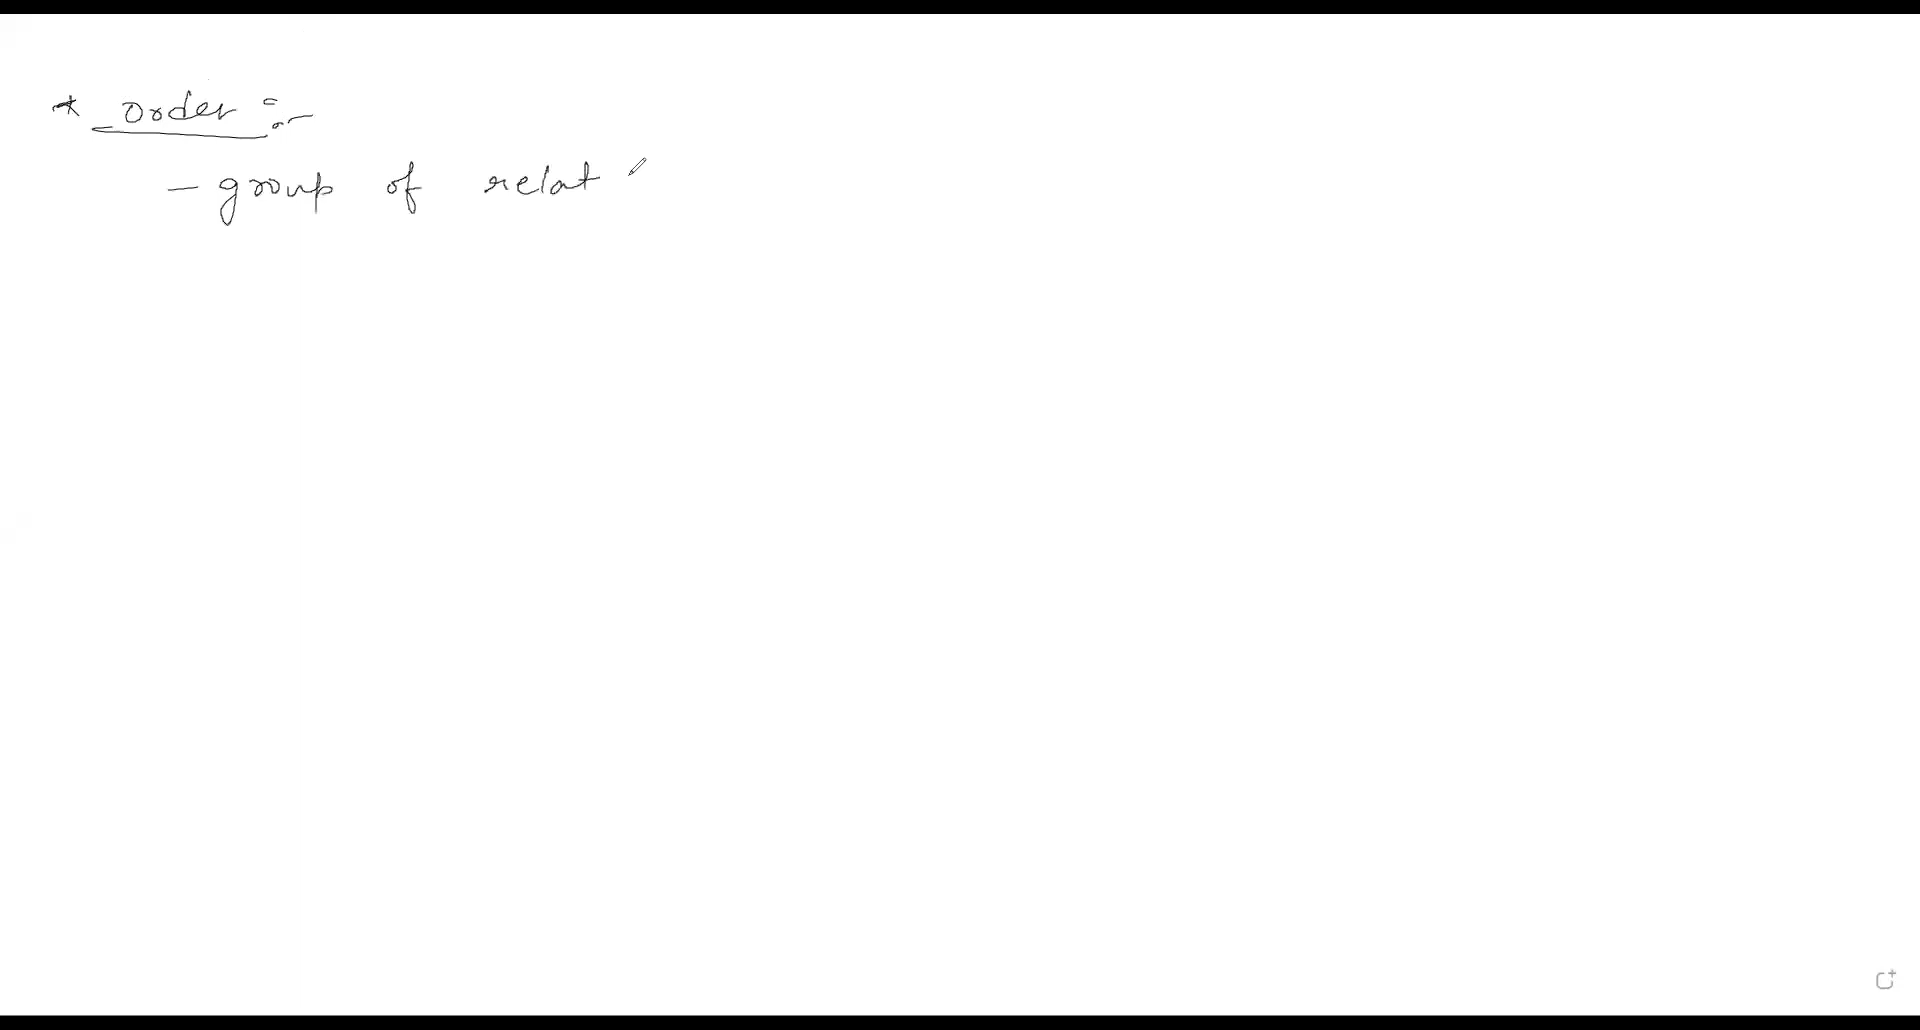 * order :-
- group of relat